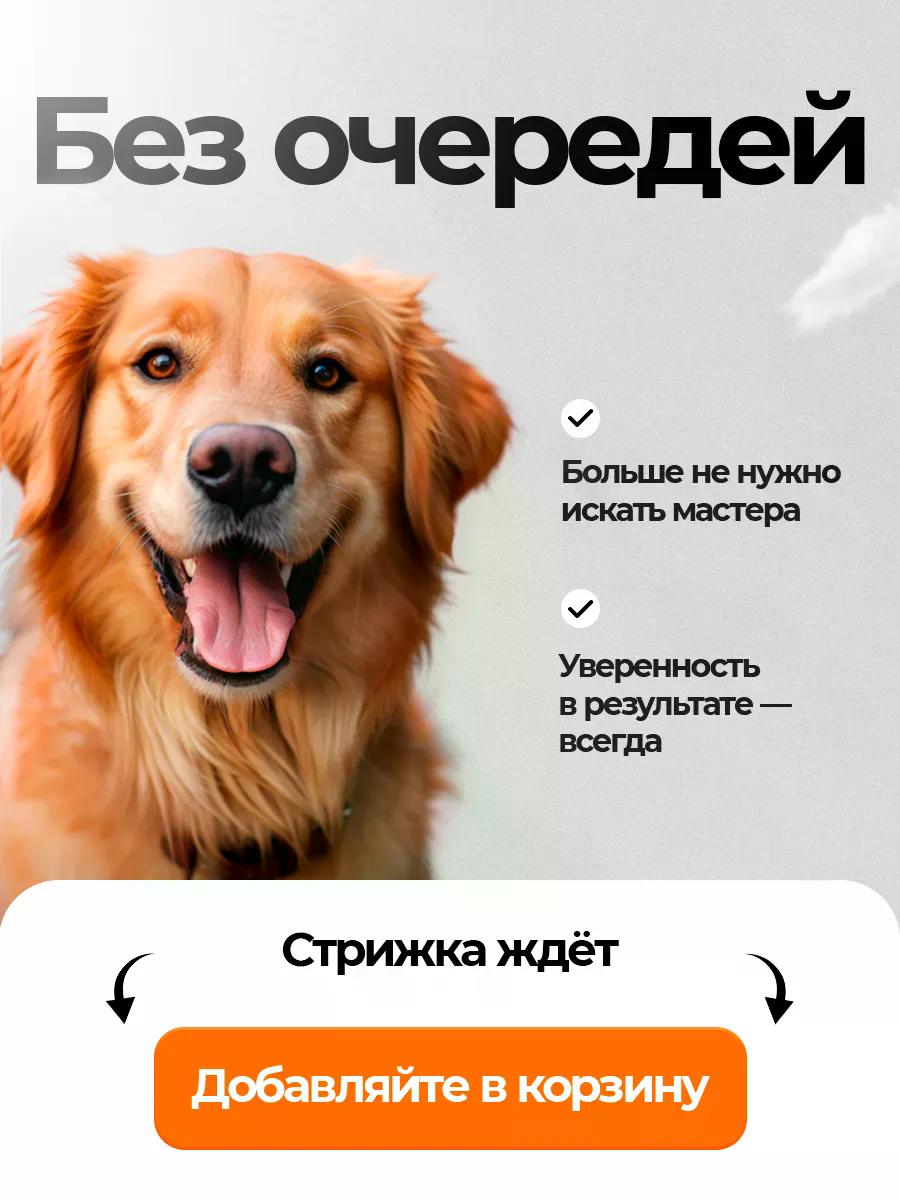 Без очередей
Больше не нужно
искать мастера
Уверенность
в результате —
всегда
Стрижка ждёт
Добавляйте в корзину